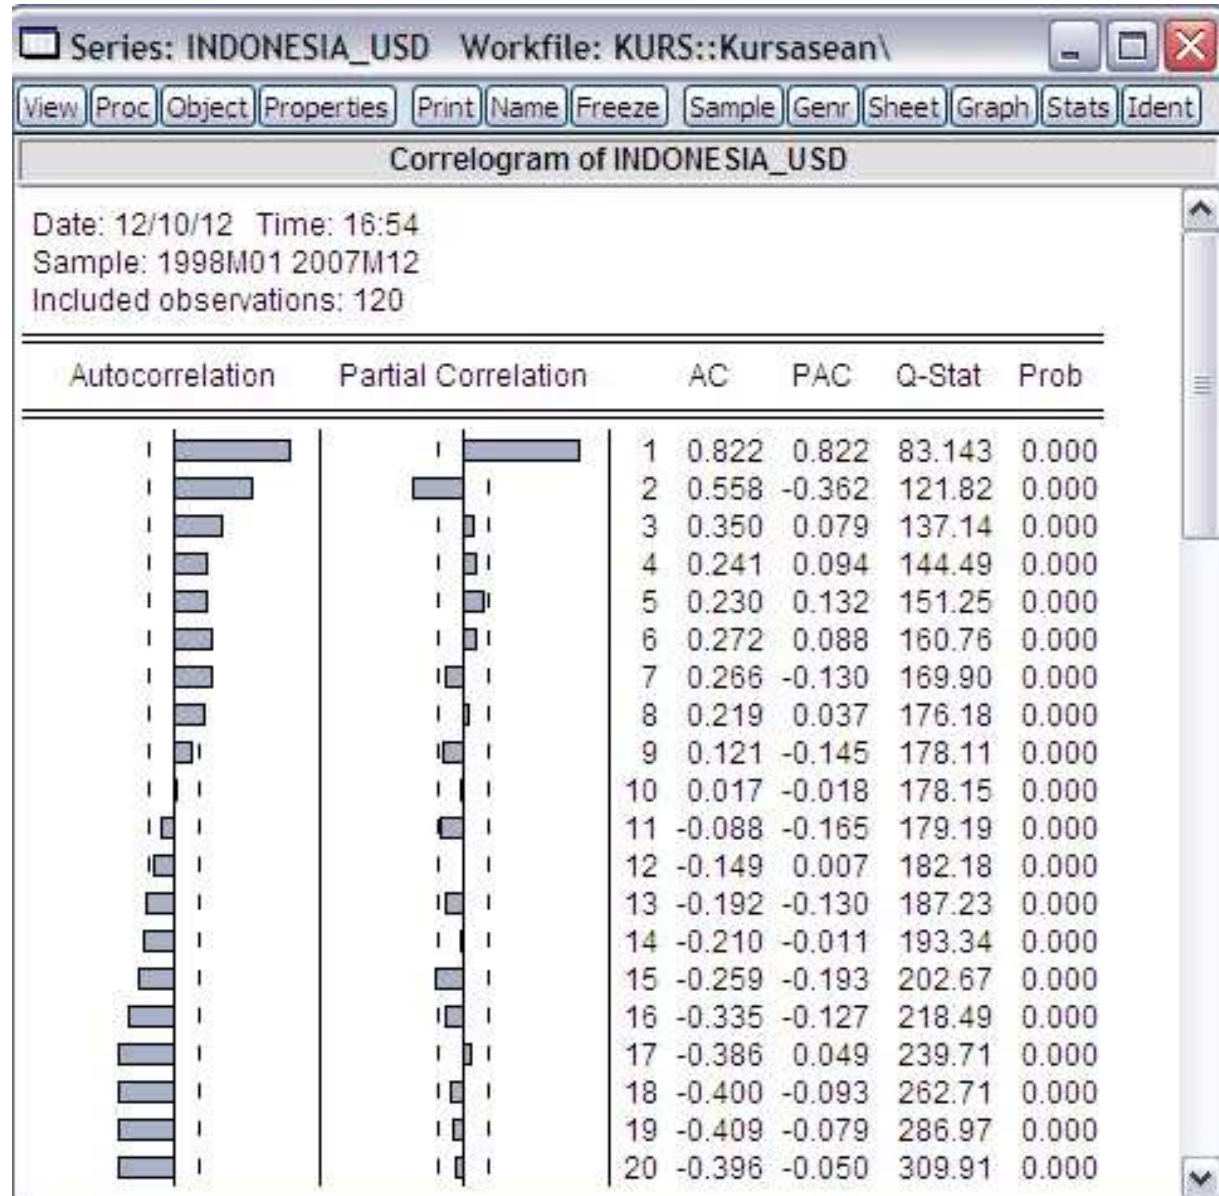 Series: INDONESIA_USD Workfile: KURS::Kursasean\
View Proc Object Properties Print Name Freeze Sample Genr Sheet Graph Stats Ident
Correlogram of INDONESIA_USD
Date: 12/10/12 Time: 16:54
Sample: 1998M01 2007M12
Included observations: 120
Autocorrelation Partial Correlation AC PAC Q-Stat Prob
1 0.822 0.822 83.143 0.000
2 0.558 -0.362 121.82 0.000
3 0.350 0.079 137.14 0.000
4 0.241 0.094 144.49 0.000
5 0.230 0.132 151.25 0.000
6 0.272 0.088 160.76 0.000
7 0.266 -0.130 169.90 0.000
8 0.219 0.037 176.18 0.000
9 0.121 -0.145 178.11 0.000
10 0.017 -0.018 178.15 0.000
11 -0.088 -0.165 179.19 0.000
12 -0.149 0.007 182.18 0.000
13 -0.192 -0.130 187.23 0.000
14 -0.210 -0.011 193.34 0.000
15 -0.259 -0.193 202.67 0.000
16 -0.335 -0.127 218.49 0.000
17 -0.386 0.049 239.71 0.000
18 -0.400 -0.093 262.71 0.000
19 -0.409 -0.079 286.97 0.000
20 -0.396 -0.050 309.91 0.000